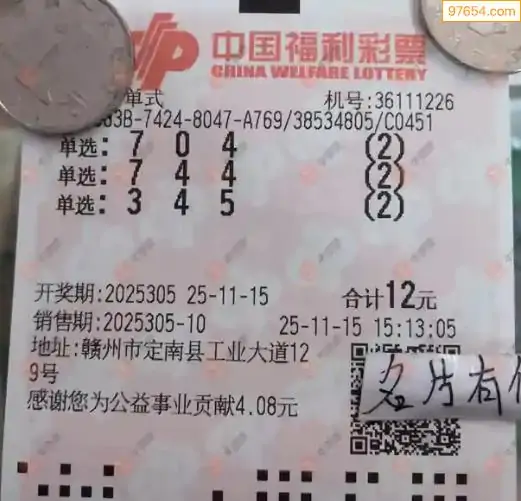 97654.com
中国福利彩票
CHINA WELFARE LOTTERY
单式 机号:36111226
63B-7424-8047-A769/38534805/C0451
单选: 7 0 4 (2)
单选: 7 4 4 (2)
单选: 3 4 5 (2)
开奖期:2025305 25-11-15 合计12元
销售期:2025305-10 25-11-15 15:13:05
地址:赣州市定南县工业大道12
9号
感谢您为公益事业贡献4.08元
名片有